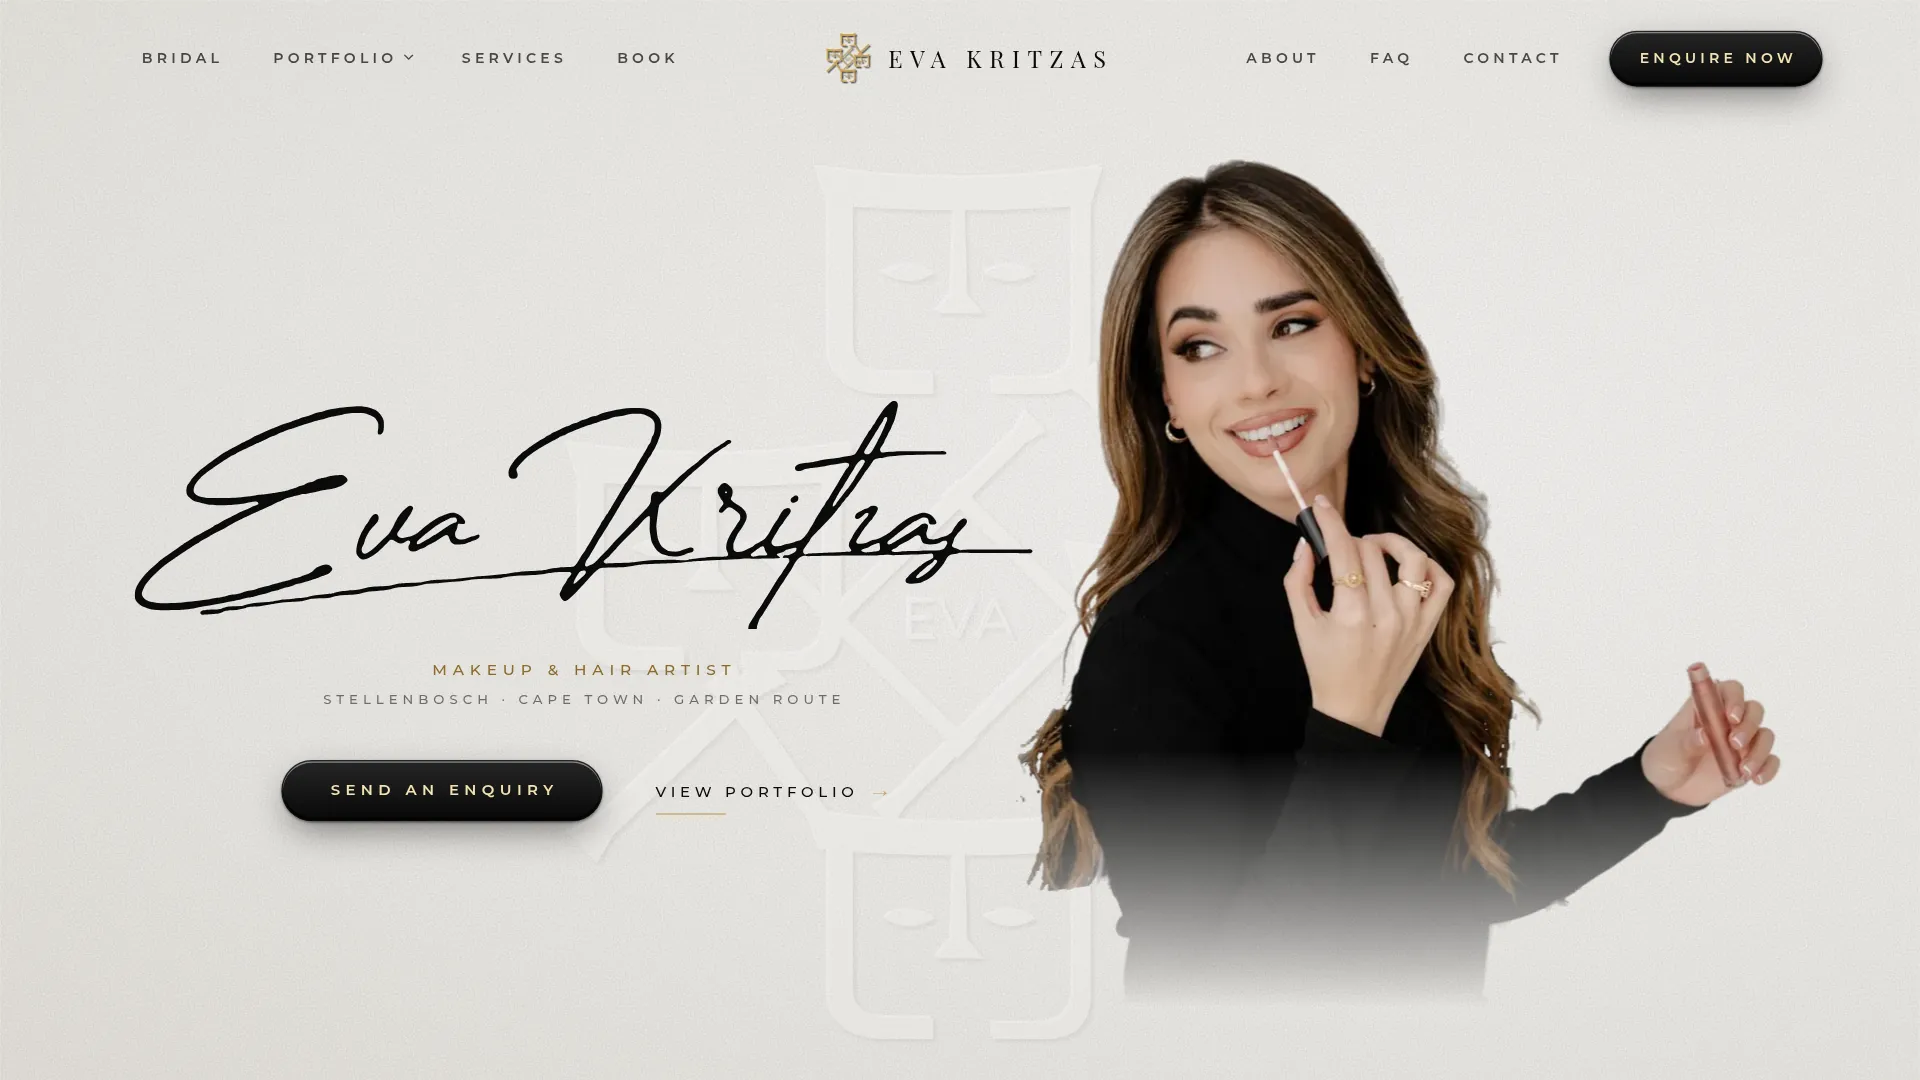 BRIDAL PORTFOLIO SERVICES BOOK EVA KRITZAS ABOUT FAQ CONTACT ENQUIRE NOW
Eva Kritzas
EVA
MAKEUP & HAIR ARTIST
STELLENBOSCH · CAPE TOWN · GARDEN ROUTE
SEND AN ENQUIRY VIEW PORTFOLIO →